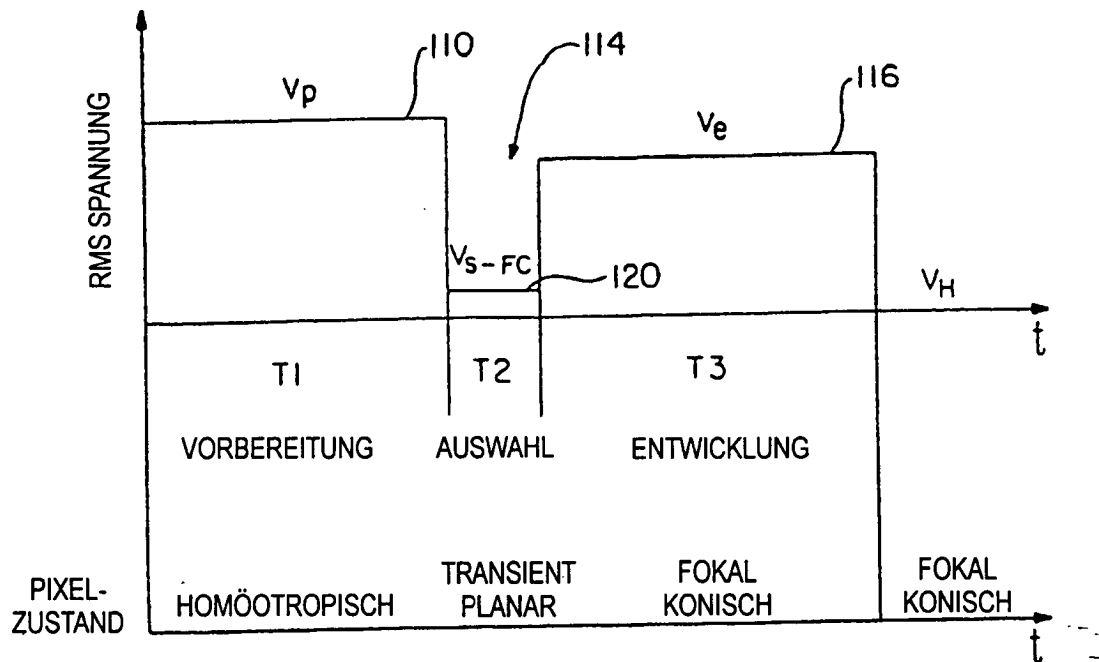 110
114
116
Vp
Ve
RMS SPANNUNG
VS-FC
120
VH
t
T1
T2
T3
VORBEREITUNG
AUSWAHL
ENTWICKLUNG
PIXEL-
ZUSTAND
HOMÖOTROPISCH
TRANSIENT
PLANAR
FOKAL
KONISCH
FOKAL
KONISCH
t